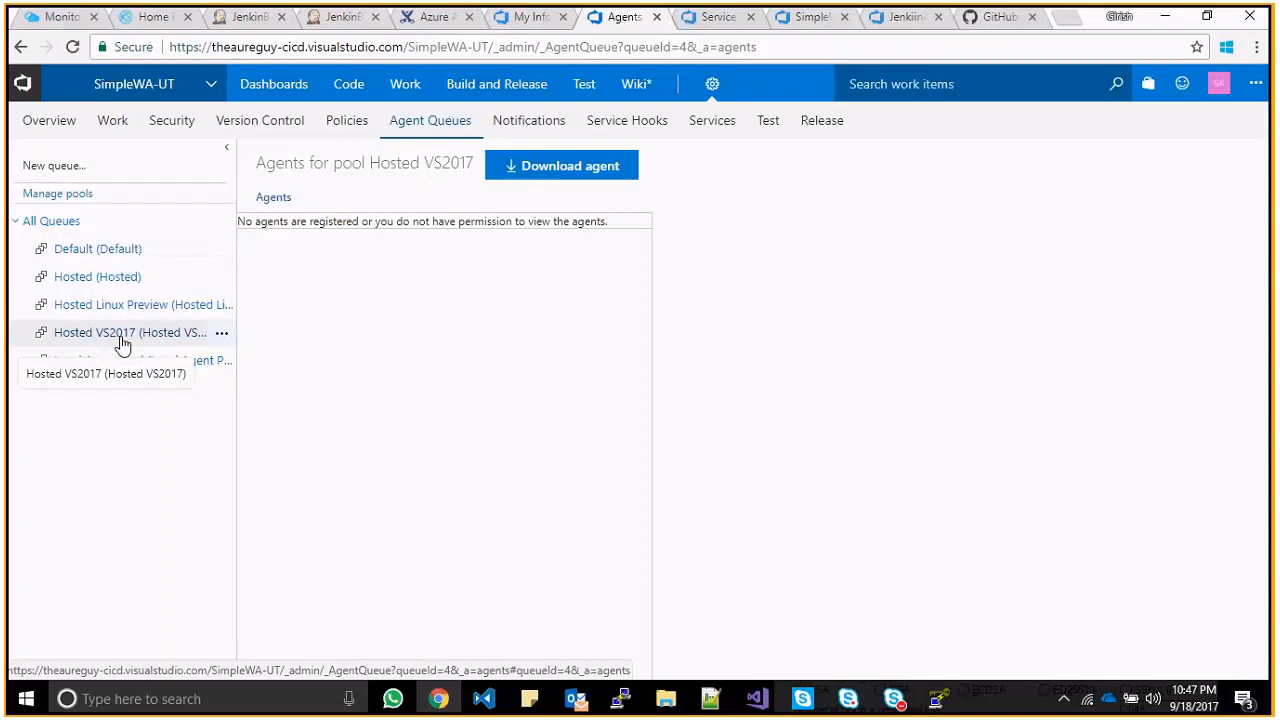 Monito
Home
JenkinB
JenkinB
Azure A
My Info
Agents
Service
Simple
Jenkiin
GitHub
Girish
Secure
https://theaureguy-cicd.visualstudio.com/SimpleWA-UT/_admin/_AgentQueue?queueId=4&_a=agents
SimpleWA-UT
Dashboards
Code
Work
Build and Release
Test
Wiki*
Search work items
GK
Overview
Work
Security
Version Control
Policies
Agent Queues
Notifications
Service Hooks
Services
Test
Release
New queue...
Manage pools
All Queues
Default (Default)
Hosted (Hosted)
Hosted Linux Preview (Hosted Li...
Hosted VS2017 (Hosted VS...
gent P...
Hosted VS2017 (Hosted VS2017)
Agents for pool Hosted VS2017
Download agent
Agents
No agents are registered or you do not have permission to view the agents.
https://theaureguy-cicd.visualstudio.com/SimpleWA-UT/_admin/_AgentQueue?queueId=4&_a=agents#queueId=4&_a=agents
Type here to search
10:47 PM
9/18/2017
3